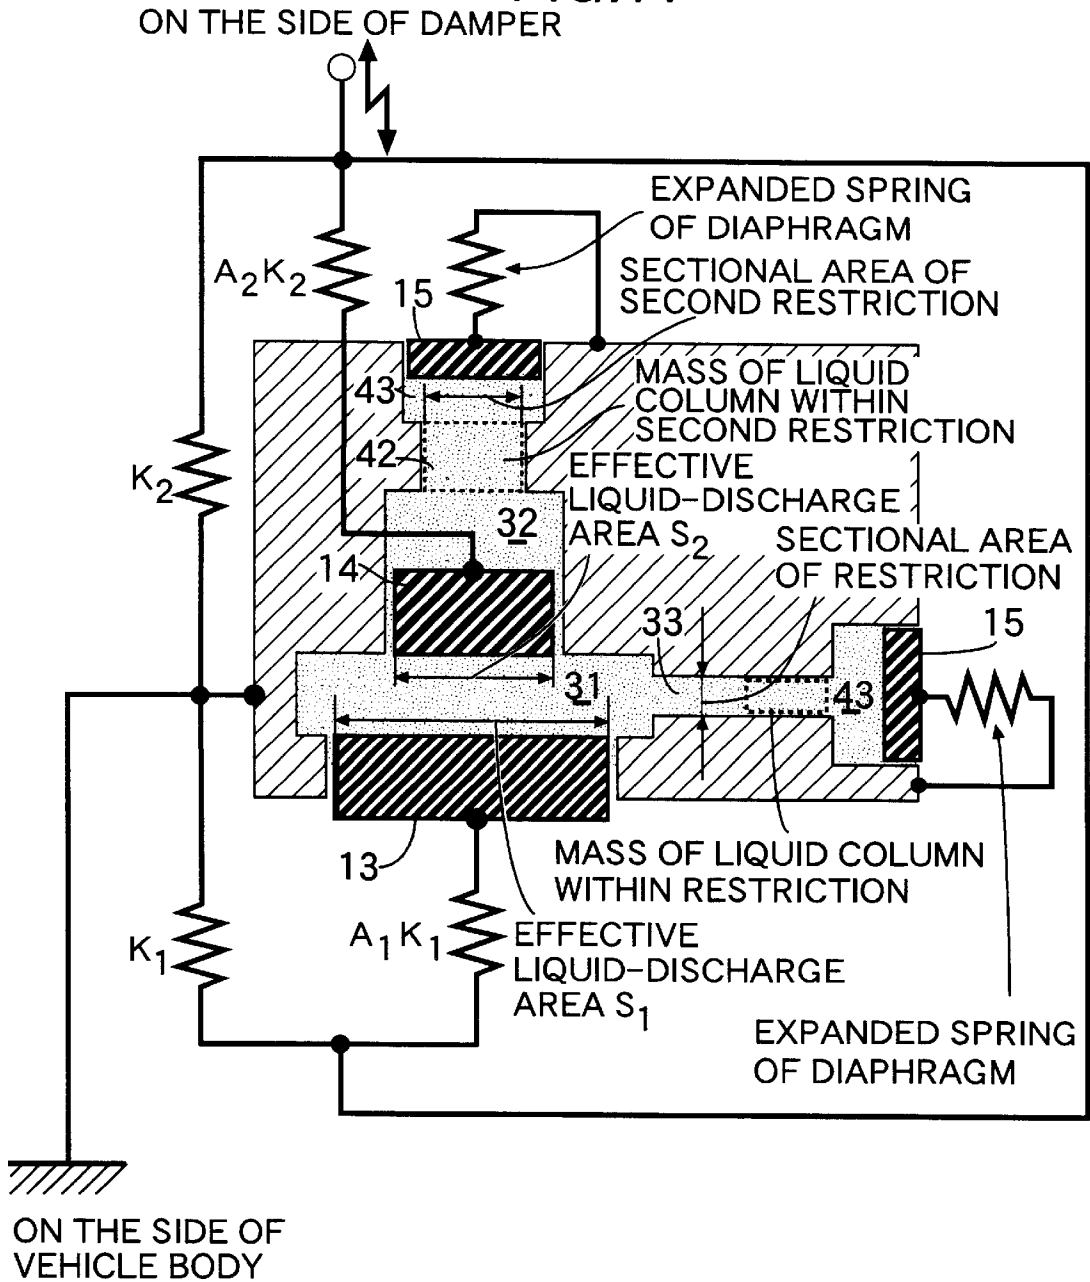 ON THE SIDE OF DAMPER
EXPANDED SPRING
OF DIAPHRAGM
A2K2
SECTIONAL AREA OF
SECOND RESTRICTION
15
MASS OF LIQUID
COLUMN WITHIN
SECOND RESTRICTION
43
42
K2
EFFECTIVE
LIQUID-DISCHARGE
AREA S2
32
SECTIONAL AREA
OF RESTRICTION
14
33
15
31
43
13
MASS OF LIQUID COLUMN
WITHIN RESTRICTION
K1
A1K1
EFFECTIVE
LIQUID-DISCHARGE
AREA S1
EXPANDED SPRING
OF DIAPHRAGM
ON THE SIDE OF
VEHICLE BODY